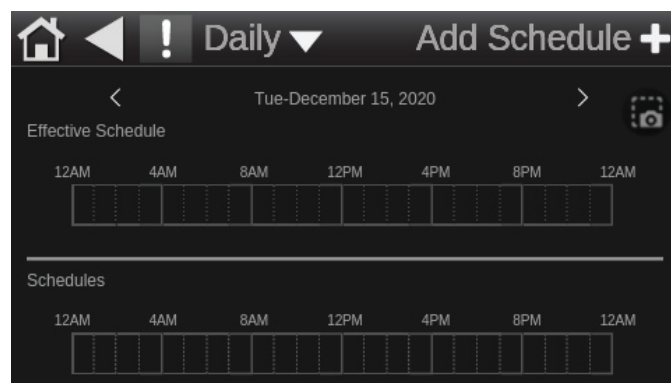 ! Daily Add Schedule +
< Tue-December 15, 2020 >
Effective Schedule
12AM 4AM 8AM 12PM 4PM 8PM 12AM
Schedules
12AM 4AM 8AM 12PM 4PM 8PM 12AM